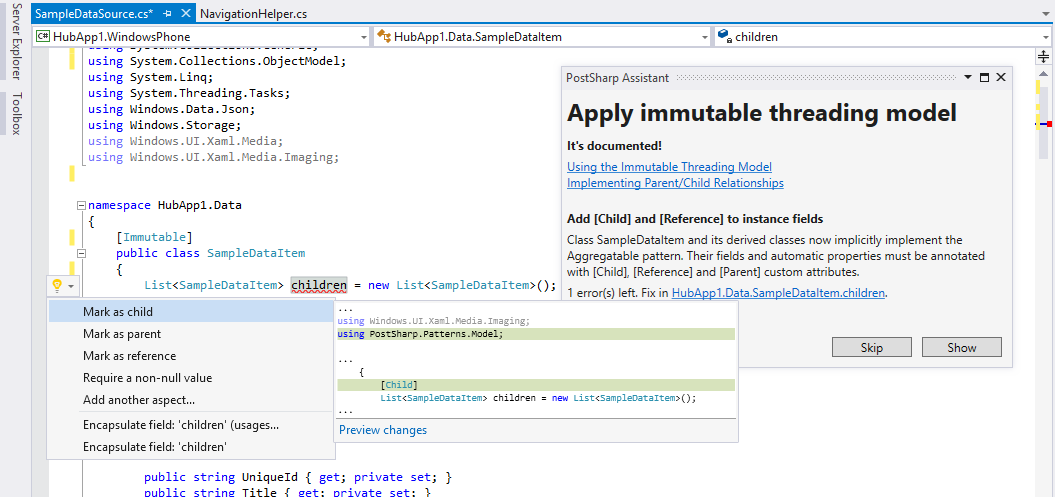 Server Explorer
Toolbox
SampleDataSource.cs*
NavigationHelper.cs
C# HubApp1.WindowsPhone
HubApp1.Data.SampleDataItem
children
using System.Collections.Generic;
using System.Collections.ObjectModel;
using System.Linq;
using System.Threading.Tasks;
using Windows.Data.Json;
using Windows.Storage;
using Windows.UI.Xaml.Media;
using Windows.UI.Xaml.Media.Imaging;
namespace HubApp1.Data
{
[Immutable]
public class SampleDataItem
{
List<SampleDataItem> children = new List<SampleDataItem>();
Mark as child
Mark as parent
Mark as reference
Require a non-null value
Add another aspect...
Encapsulate field: 'children' (usages...
Encapsulate field: 'children'
...
using Windows.UI.Xaml.Media.Imaging;
using PostSharp.Patterns.Model;
...
{
[Child]
List<SampleDataItem> children = new List<SampleDataItem>();
...
Preview changes
PostSharp Assistant
Apply immutable threading model
It's documented!
Using the Immutable Threading Model
Implementing Parent/Child Relationships
Add [Child] and [Reference] to instance fields
Class SampleDataItem and its derived classes now implicitly implement the
Aggregatable pattern. Their fields and automatic properties must be annotated
with [Child], [Reference] and [Parent] custom attributes.
1 error(s) left. Fix in HubApp1.Data.SampleDataItem.children.
Skip
Show
public string UniqueId { get; private set; }
public string Title { get; private set; }